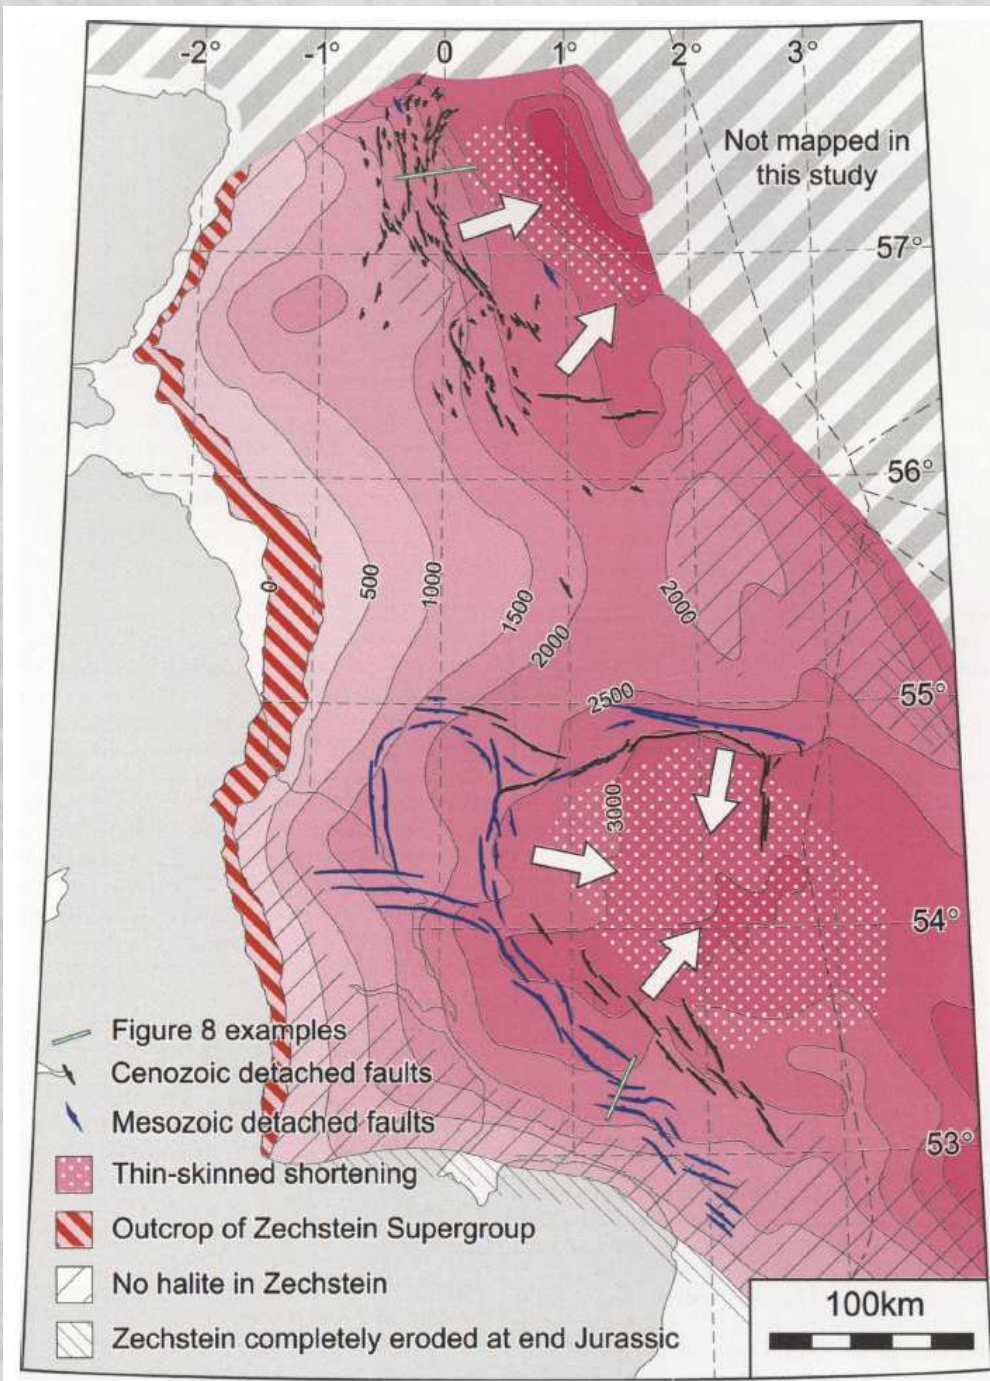 -2° -1° 0 1° 2° 3°
Not mapped in
this study
57°
56°
0
500
1000
1500
2000
2000
55°
2500
3000
54°
Figure 8 examples
Cenozoic detached faults
Mesozoic detached faults
53°
Thin-skinned shortening
Outcrop of Zechstein Supergroup
No halite in Zechstein
Zechstein completely eroded at end Jurassic
100km